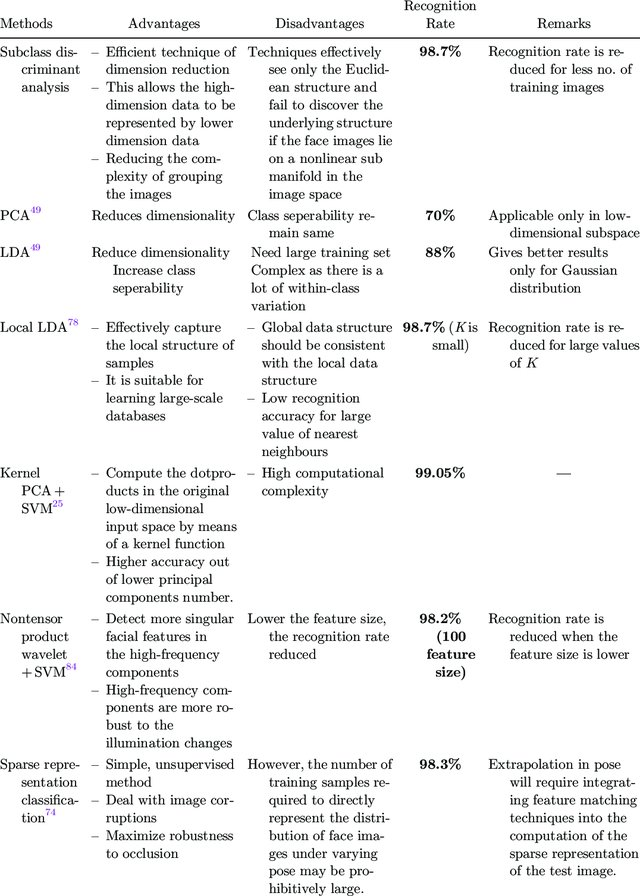 Methods Advantages Disadvantages Recognition Rate Remarks
Subclass dis-
criminant
analysis
– Efficient technique of
dimension reduction
– This allows the high-
dimension data to be
represented by lower
dimension data
– Reducing the com-
plexity of grouping
the images
Techniques effectively
see only the Euclid-
ean structure and
fail to discover the
underlying structure
if the face images lie
on a nonlinear sub
manifold in the
image space
98.7%
Recognition rate is re-
duced for less no. of
training images
PCA49
Reduces dimensionality
Class seperability re-
main same
70%
Applicable only in low-
dimensional subspace
LDA49
Reduce dimensionality
Increase class
seperability
Need large training set
Complex as there is a
lot of within-class
variation
88%
Gives better results
only for Gaussian
distribution
Local LDA78
– Effectively capture
the local structure of
samples
– It is suitable for
learning large-scale
databases
– Global data structure
should be consistent
with the local data
structure
– Low recognition
accuracy for large
value of nearest
neighbours
98.7% (K is
small)
Recognition rate is re-
duced for large values
of K
Kernel
PCA +
SVM25
– Compute the dotpro-
ducts in the original
low-dimensional
input space by means
of a kernel function
– Higher accuracy out
of lower principal
components number.
– High computational
complexity
99.05%
—
Nontensor
product
wavelet
+ SVM84
– Detect more singular
facial features in
the high-frequency
components
– High-frequency com-
ponents are more ro-
bust to the
illumination changes
Lower the feature size,
the recognition rate
reduced
98.2%
(100
feature
size)
Recognition rate is
reduced when the
feature size is lower
Sparse repre-
sentation
classifica-
tion74
– Simple, unsupervised
method
– Deal with image cor-
ruptions
– Maximize robustness
to occlusion
However, the number of
training samples re-
quired to directly
represent the distri-
bution of face ima-
ges under varying
pose may be pro-
hibitively large.
98.3%
Extrapolation in pose
will require integrat-
ing feature matching
techniques into the
computation of the
sparse representation
of the test image.